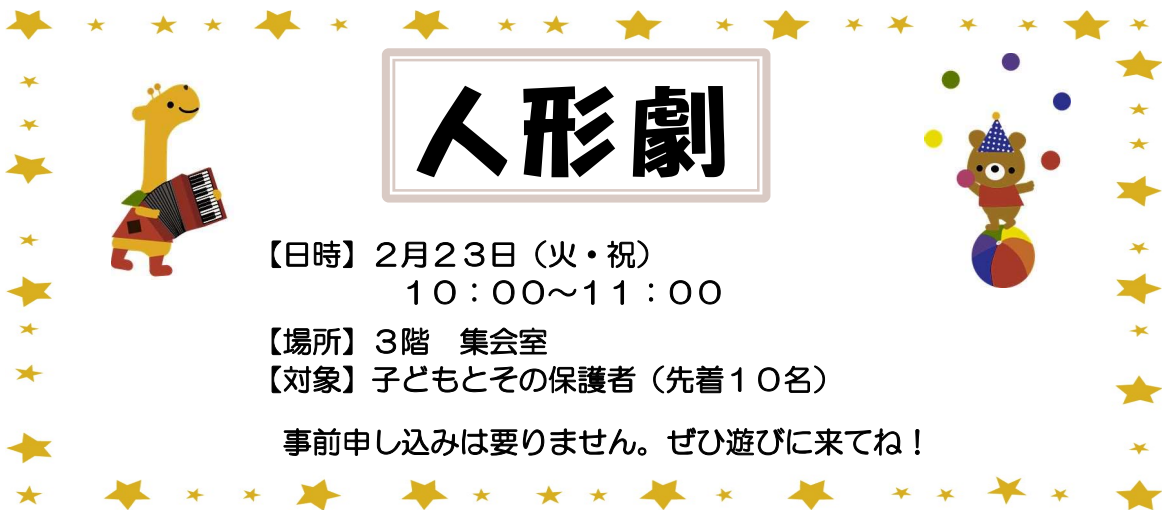 人形劇
【日時】２月２３日（火・祝）
１０：００～１１：００
【場所】３階　集会室
【対象】子どもとその保護者（先着１０名）
事前申し込みは要りません。ぜひ遊びに来てね！